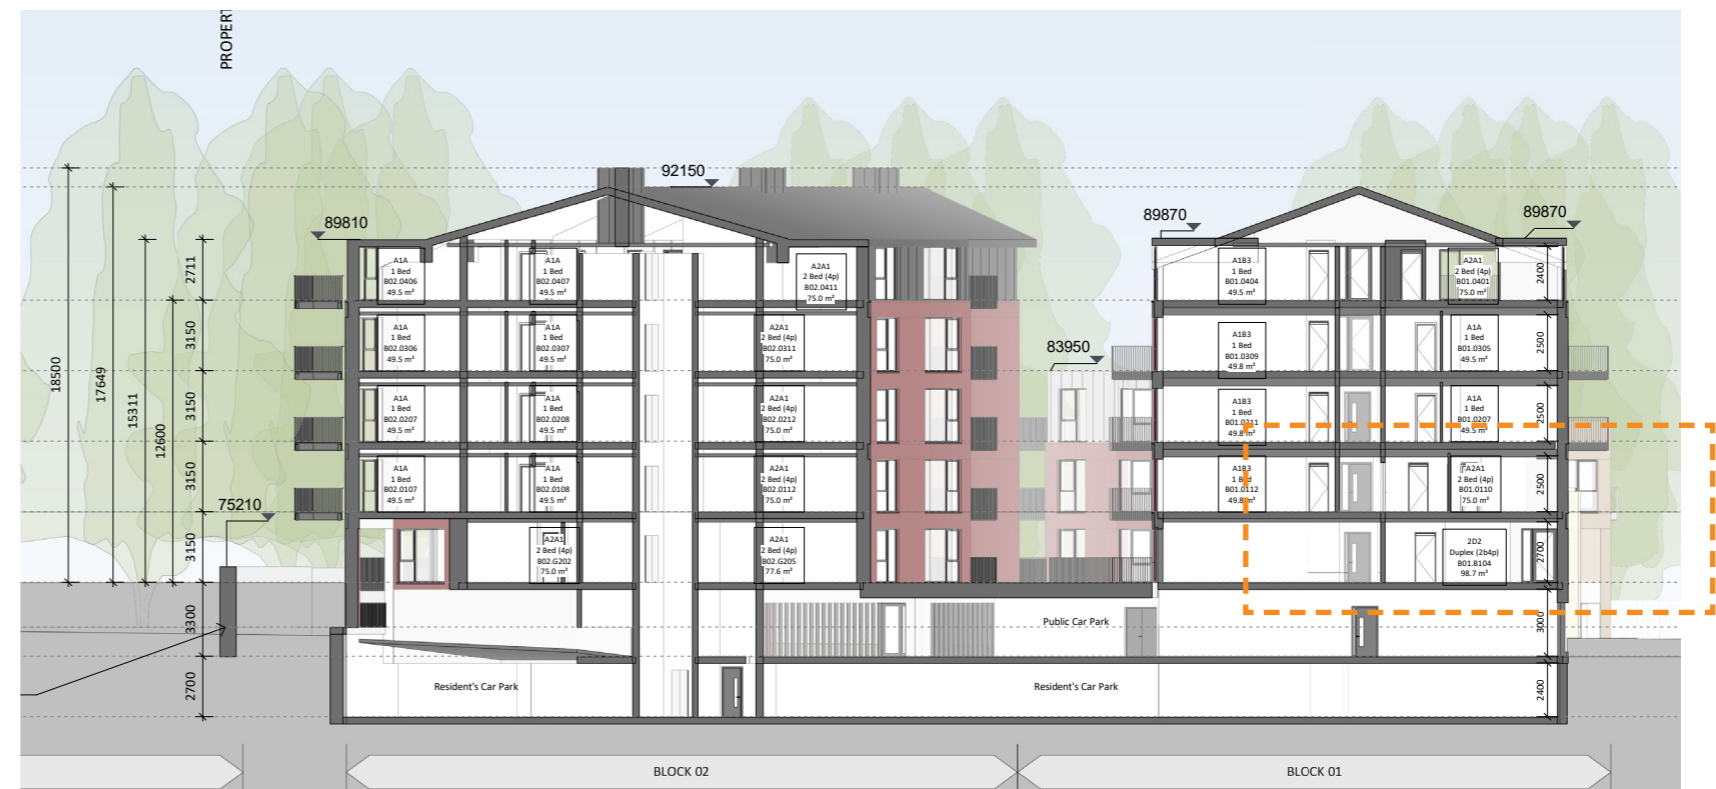 PROPERT
92150
89810
89870
89870
83950
75210
18500
17649
15311
12600
2711
3150
3150
3150
3150
3300
2700
A1A
1 Bed
B02.0406
49.5 m²
A1A
1 Bed
B02.0407
49.5 m²
A2A1
2 Bed (4p)
B02.0411
75.0 m²
A1B3
1 Bed
B01.0404
49.5 m²
A2A1
2 Bed (4p)
B01.0401
75.0 m²
2400
A1A
1 Bed
B02.0306
49.5 m²
A1A
1 Bed
B02.0307
49.5 m²
A2A1
2 Bed (4p)
B02.0311
75.0 m²
A1B3
1 Bed
B01.0309
49.8 m²
A1A
1 Bed
B01.0305
49.5 m²
2500
A1A
1 Bed
B02.0207
49.5 m²
A1A
1 Bed
B02.0208
49.5 m²
A2A1
2 Bed (4p)
B02.0212
75.0 m²
A1B3
1 Bed
B01.0211
49.8 m²
A1A
1 Bed
B01.0207
49.5 m²
2500
A1A
1 Bed
B02.0107
49.5 m²
A1A
1 Bed
B02.0108
49.5 m²
A2A1
2 Bed (4p)
B02.0112
75.0 m²
A1B3
1 Bed
B01.0112
49.8 m²
A2A1
2 Bed (4p)
B01.0110
75.0 m²
2500
A2A1
2 Bed (4p)
B02.G202
75.0 m²
A2A1
2 Bed (4p)
B02.G205
77.6 m²
2D2
Duplex (2b4p)
B01.B104
98.7 m²
2700
Public Car Park
3000
Resident's Car Park
Resident's Car Park
2400
BLOCK 02
BLOCK 01